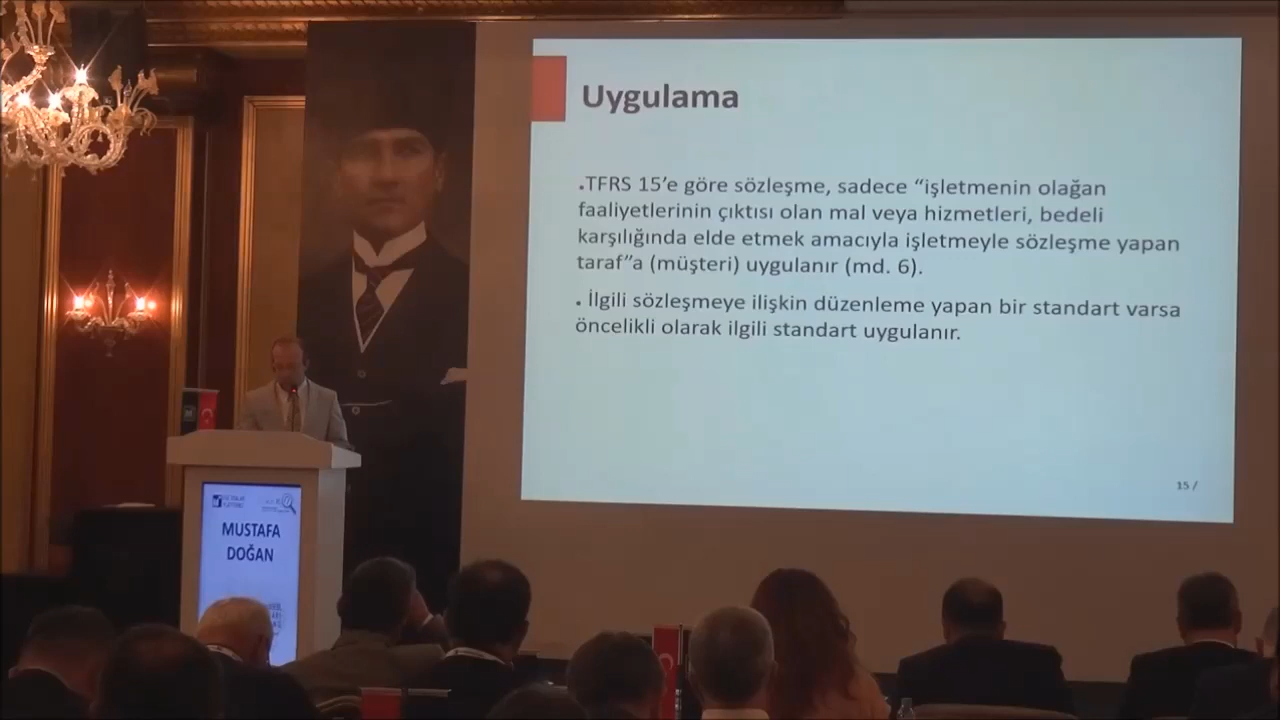 Uygulama
.TFRS 15’e göre sözleşme, sadece “işletmenin olağan
faaliyetlerinin çıktısı olan mal veya hizmetleri, bedeli
karşılığında elde etmek amacıyla işletmeyle sözleşme yapan
taraf”a (müşteri) uygulanır (md. 6).
. İlgili sözleşmeye ilişkin düzenleme yapan bir standart varsa
öncelikli olarak ilgili standart uygulanır.
15 /
MUSTAFA
DOĞAN